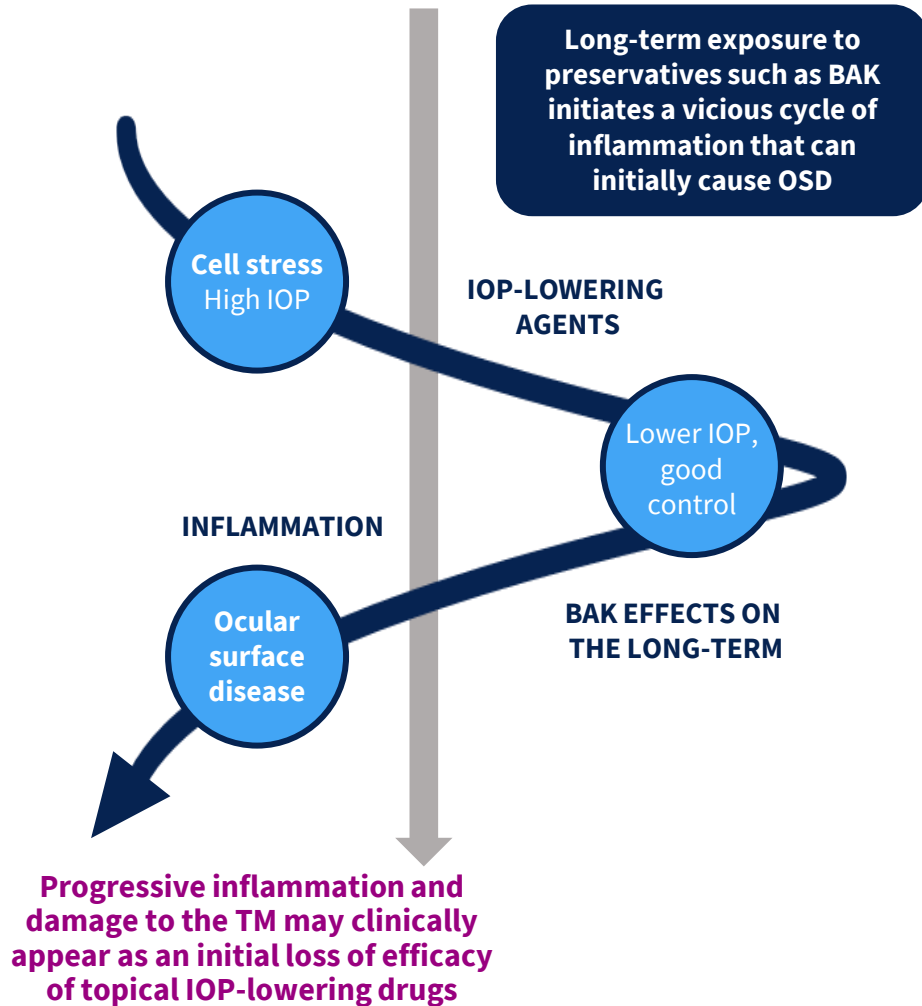 Long-term exposure to
preservatives such as BAK
initiates a vicious cycle of
inflammation that can
initially cause OSD
Cell stress
High IOP
IOP-LOWERING
AGENTS
Lower IOP,
good
control
INFLAMMATION
Ocular
surface
disease
BAK EFFECTS ON
THE LONG-TERM
Progressive inflammation and
damage to the TM may clinically
appear as an initial loss of efficacy
of topical IOP-lowering drugs